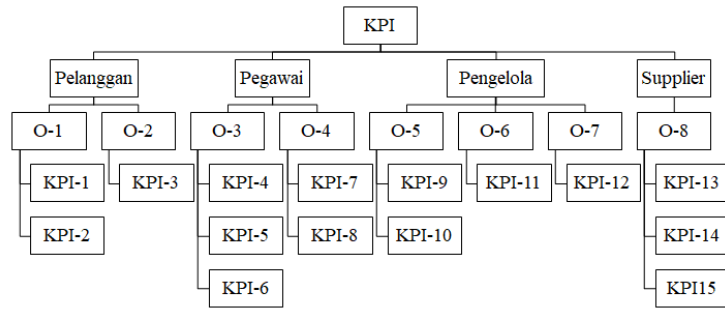 KPI
Pelanggan
Pegawai
Pengelola
Supplier
O-1
O-2
O-3
O-4
O-5
O-6
O-7
O-8
KPI-1
KPI-3
KPI-4
KPI-7
KPI-9
KPI-11
KPI-12
KPI-13
KPI-2
KPI-5
KPI-8
KPI-10
KPI-14
KPI-6
KPI15